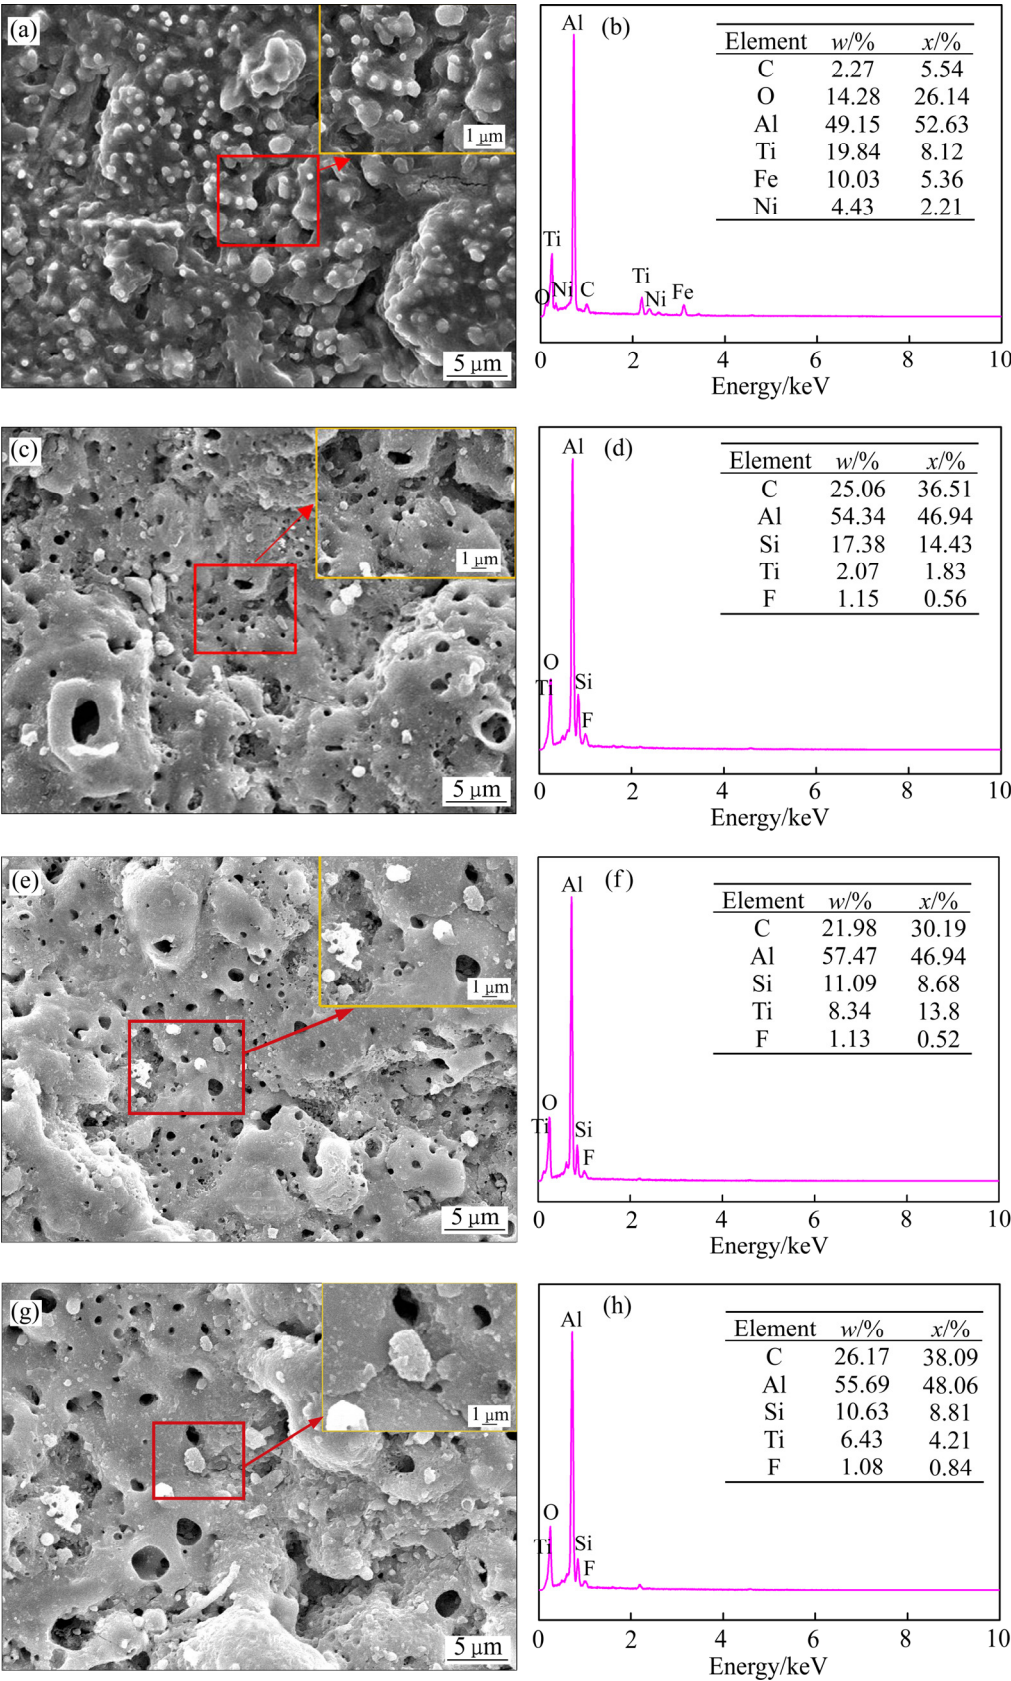 (a)
1 μm
5 μm
(b)
Al
Element w/% x/%
C 2.27 5.54
O 14.28 26.14
Al 49.15 52.63
Ti 19.84 8.12
Fe 10.03 5.36
Ni 4.43 2.21
Ti
O Ni C
Ti
Ni Fe
0 2 4 6 8 10
Energy/keV
(c)
1 μm
5 μm
(d)
Al
Element w/% x/%
C 25.06 36.51
Al 54.34 46.94
Si 17.38 14.43
Ti 2.07 1.83
F 1.15 0.56
O
Ti Si
F
0 2 4 6 8 10
Energy/keV
(e)
1 μm
5 μm
(f)
Al
Element w/% x/%
C 21.98 30.19
Al 57.47 46.94
Si 11.09 8.68
Ti 8.34 13.8
F 1.13 0.52
O
Ti Si
F
0 2 4 6 8 10
Energy/keV
(g)
1 μm
5 μm
(h)
Al
Element w/% x/%
C 26.17 38.09
Al 55.69 48.06
Si 10.63 8.81
Ti 6.43 4.21
F 1.08 0.84
O
Ti Si
F
0 2 4 6 8 10
Energy/keV